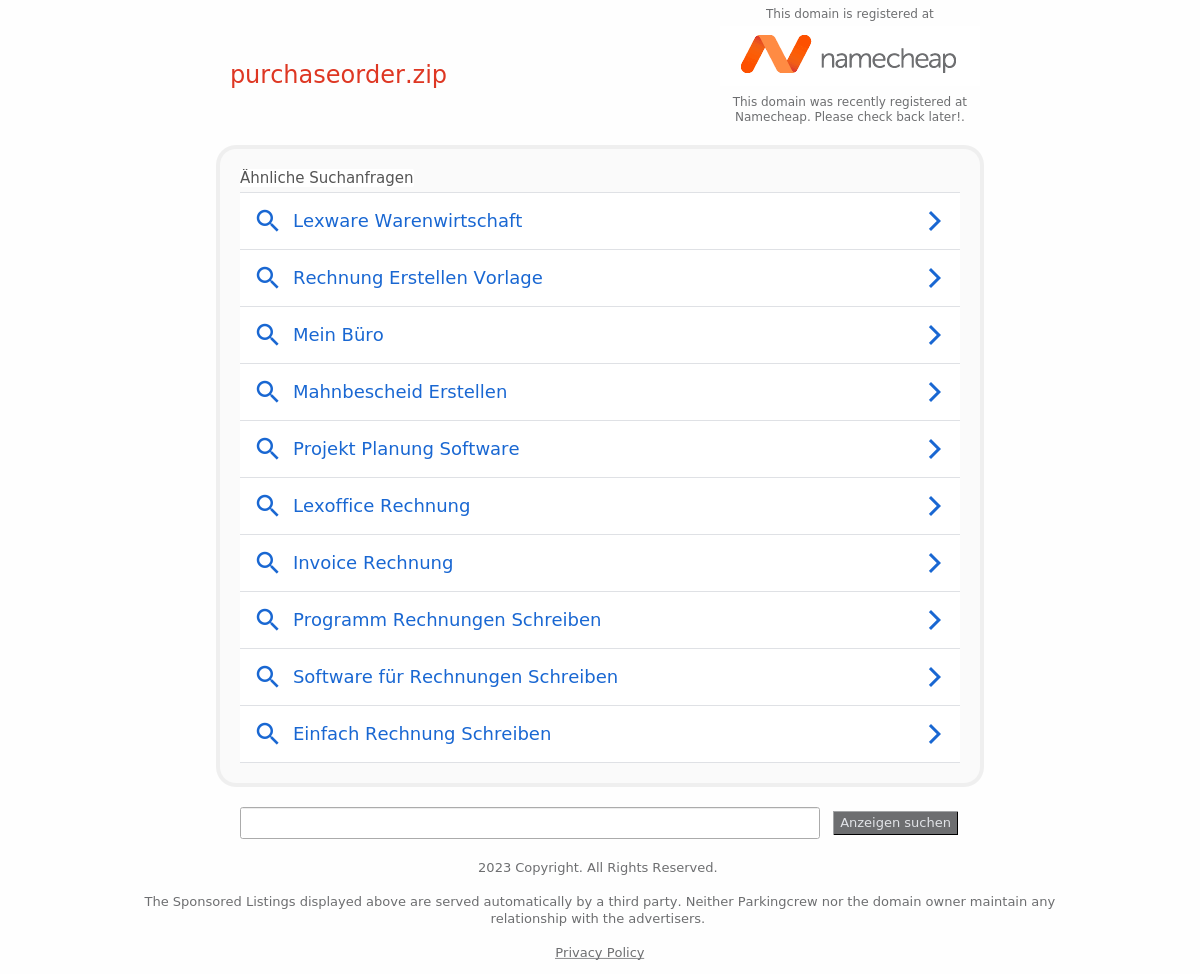 This domain is registered at
namecheap
purchaseorder.zip
This domain was recently registered at
Namecheap. Please check back later!.
Ähnliche Suchanfragen
Lexware Warenwirtschaft
Rechnung Erstellen Vorlage
Mein Büro
Mahnbescheid Erstellen
Projekt Planung Software
Lexoffice Rechnung
Invoice Rechnung
Programm Rechnungen Schreiben
Software für Rechnungen Schreiben
Einfach Rechnung Schreiben
Anzeigen suchen
2023 Copyright. All Rights Reserved.
The Sponsored Listings displayed above are served automatically by a third party. Neither Parkingcrew nor the domain owner maintain any
relationship with the advertisers.
Privacy Policy